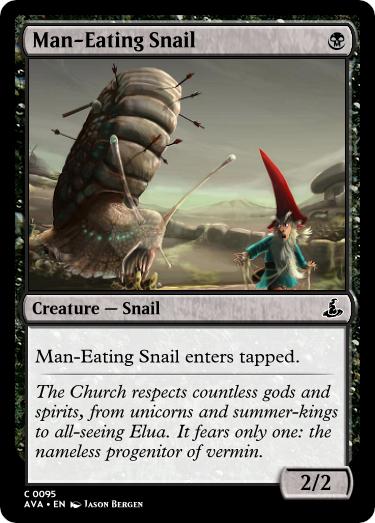 Man-Eating Snail
Creature — Snail
Man-Eating Snail enters tapped.
The Church respects countless gods and
spirits, from unicorns and summer-kings
to all-seeing Elua. It fears only one: the
nameless progenitor of vermin.
2/2
C 0095
AVA • EN Jason Bergen